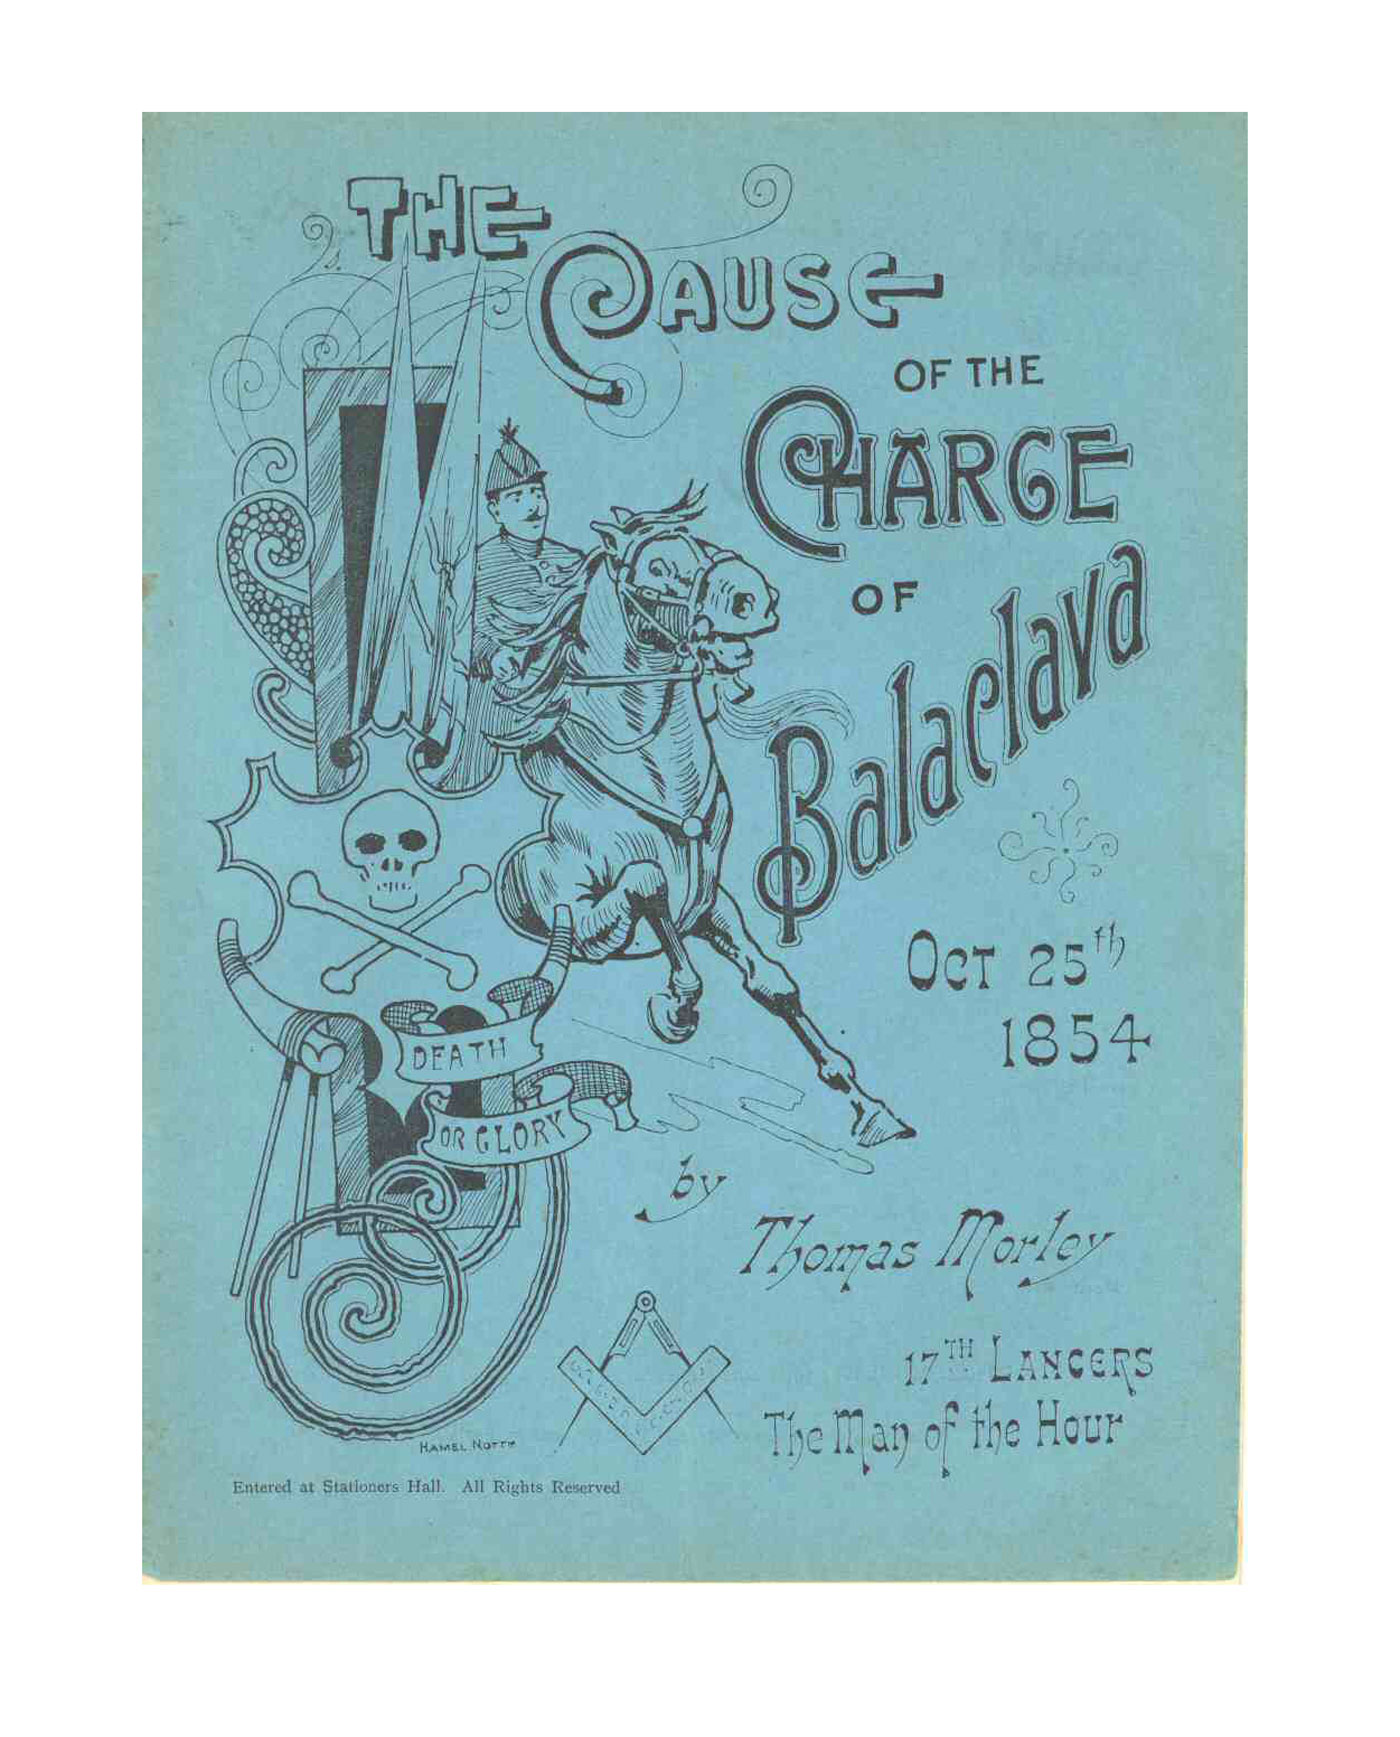 THE
CAUSE
OF THE
CHARGE
OF
Balaclava
OCT 25th
1854
DEATH
OR GLORY
by
Thomas Morley
17TH LANCERS
The Man of the Hour
HAMEL NOTTM
Entered at Stationers Hall. All Rights Reserved